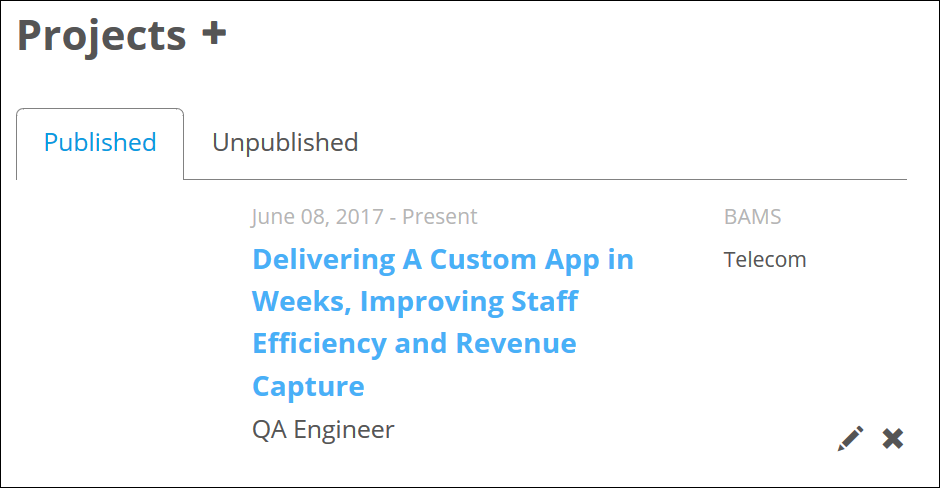 Projects +
Published
Unpublished
June 08, 2017 - Present
BAMS
Delivering A Custom App in
Weeks, Improving Staff
Efficiency and Revenue
Capture
Telecom
QA Engineer